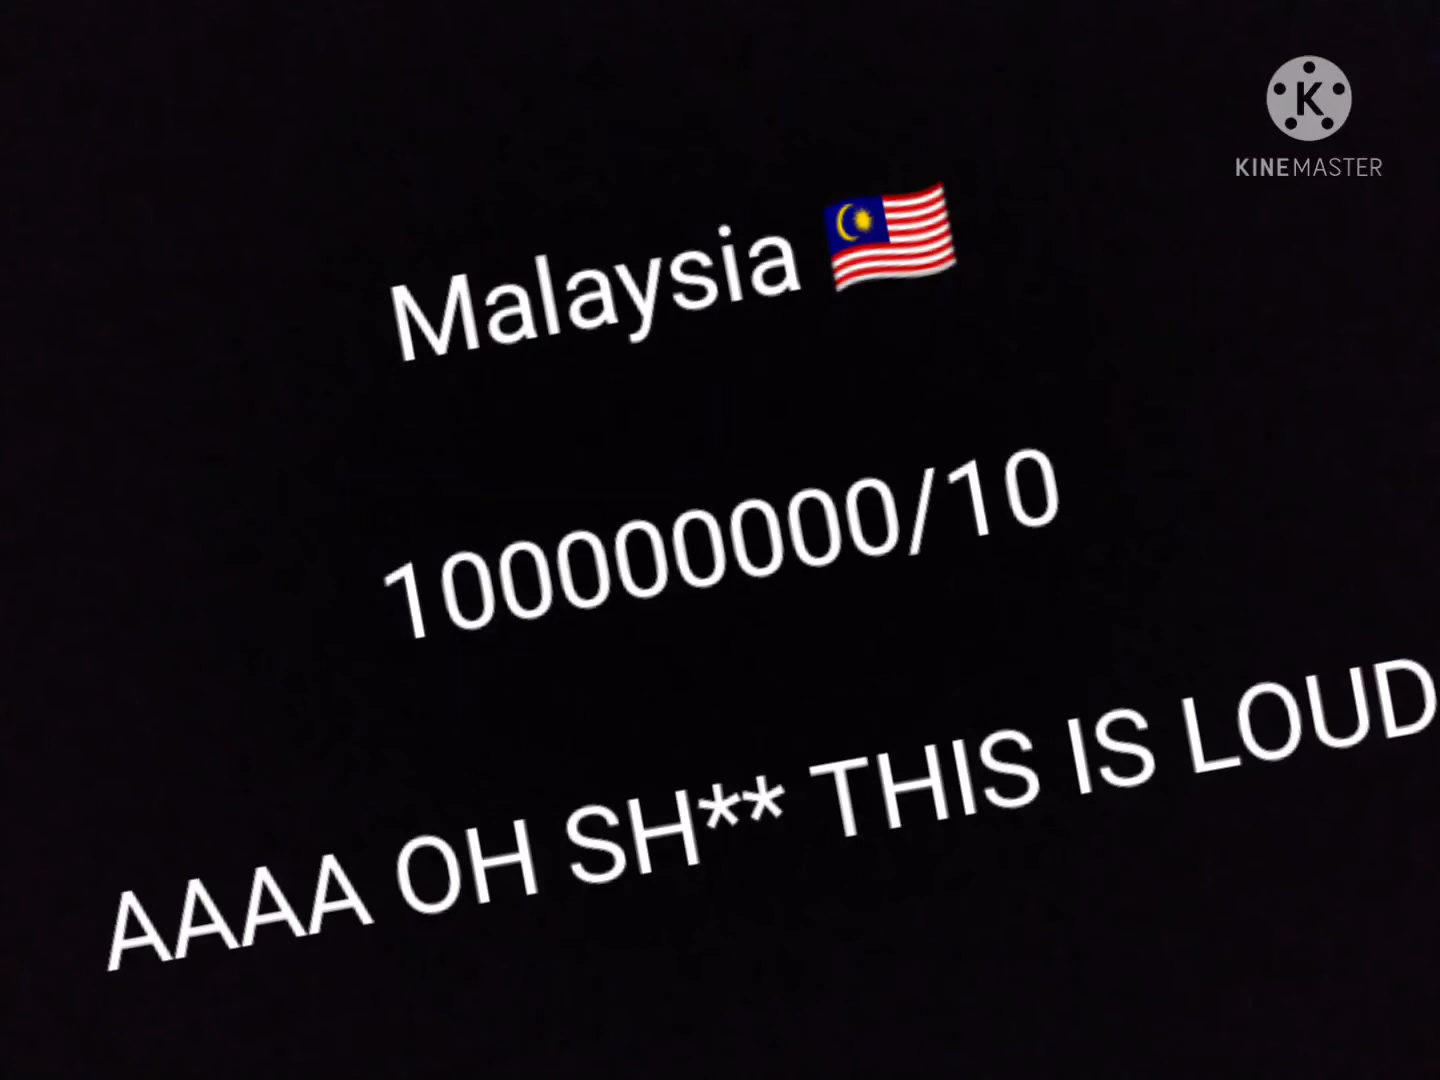 K
KINEMASTER
Malaysia 🇲🇾
100000000/10
AAAA OH SH** THIS IS LOUD